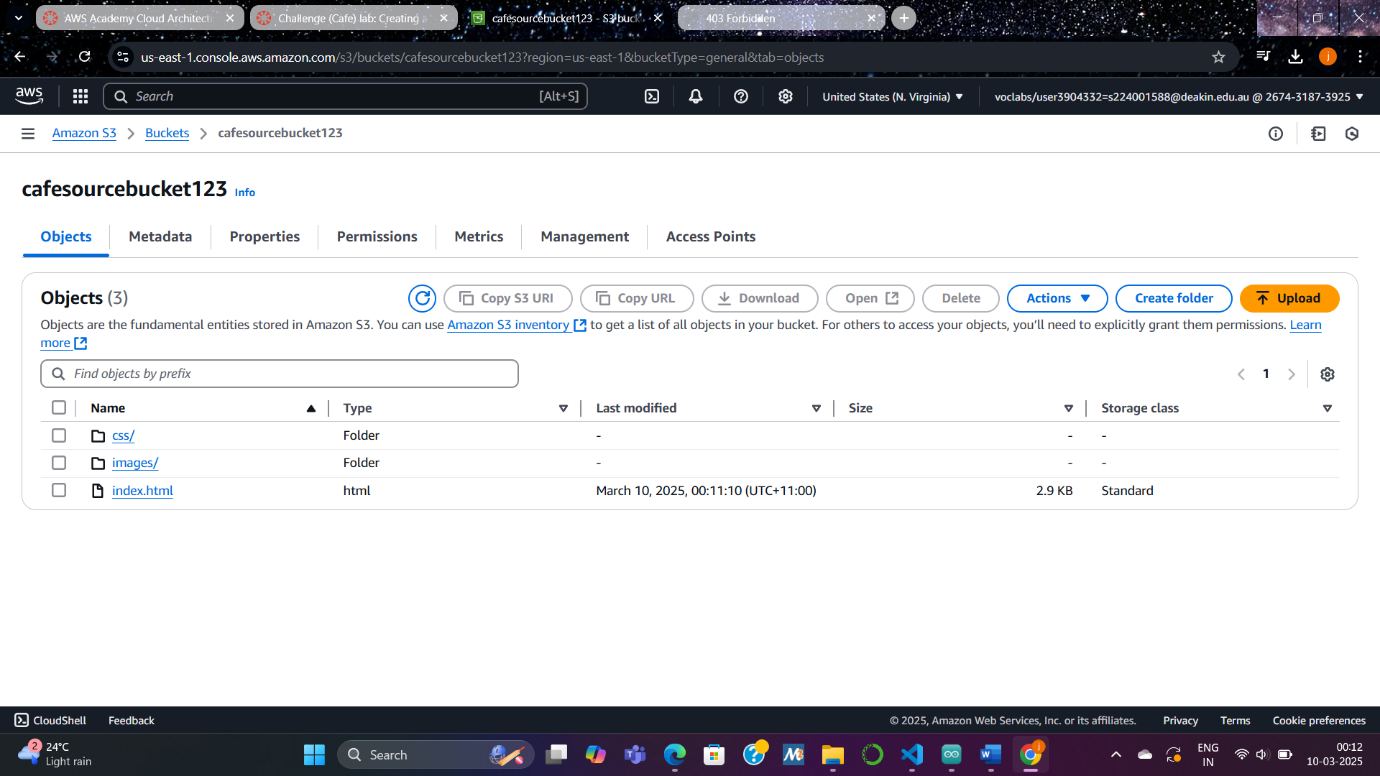 AWS Academy Cloud Architect
Challenge (Cafe) lab: Creating a
cafesourcebucket123 - S3 buck
403 Forbidden
us-east-1.console.aws.amazon.com/s3/buckets/cafesourcebucket123?region=us-east-1&bucketType=general&tab=objects
j
aws
Search
[Alt+S]
United States (N. Virginia)
voclabs/user3904332=s224001588@deakin.edu.au @ 2674-3187-3925
Amazon S3
Buckets
cafesourcebucket123
cafesourcebucket123 Info
Objects
Metadata
Properties
Permissions
Metrics
Management
Access Points
Objects (3)
Copy S3 URI
Copy URL
Download
Open
Delete
Actions
Create folder
Upload
Objects are the fundamental entities stored in Amazon S3. You can use Amazon S3 inventory to get a list of all objects in your bucket. For others to access your objects, you’ll need to explicitly grant them permissions. Learn
more
Find objects by prefix
1
Name Type Last modified Size Storage class
css/ Folder - - -
images/ Folder - - -
index.html html March 10, 2025, 00:11:10 (UTC+11:00) 2.9 KB Standard
CloudShell
Feedback
© 2025, Amazon Web Services, Inc. or its affiliates.
Privacy
Terms
Cookie preferences
2
24°C
Light rain
Search
ENG
IN
00:12
10-03-2025